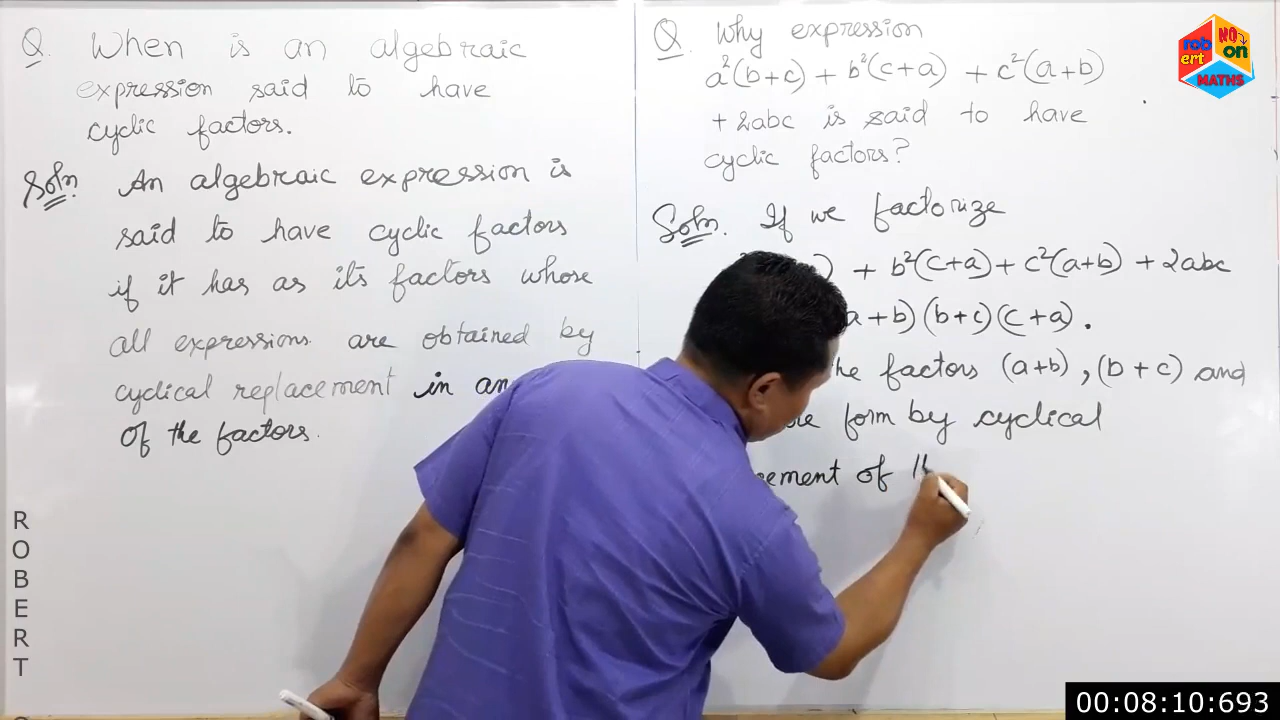 Q. When is an algebraic
expression said to have
cyclic factors.
Soln. An algebraic expression is
said to have cyclic factors
if it has as its factors whose
all expressions are obtained by
cyclical replacement in an
of the factors.
Q. Why expression
a²(b+c) + b²(c+a) + c²(a+b)
+ 2abc is said to have
cyclic factors?
Soln. If we factorize
) + b²(c+a) + c²(a+b) + 2abc
a+b)(b+c)(c+a).
he factors (a+b), (b+c) and
form by cyclical
ement of
rob
ert
NO
on
MATHS
ROBERT
00:08:10:693